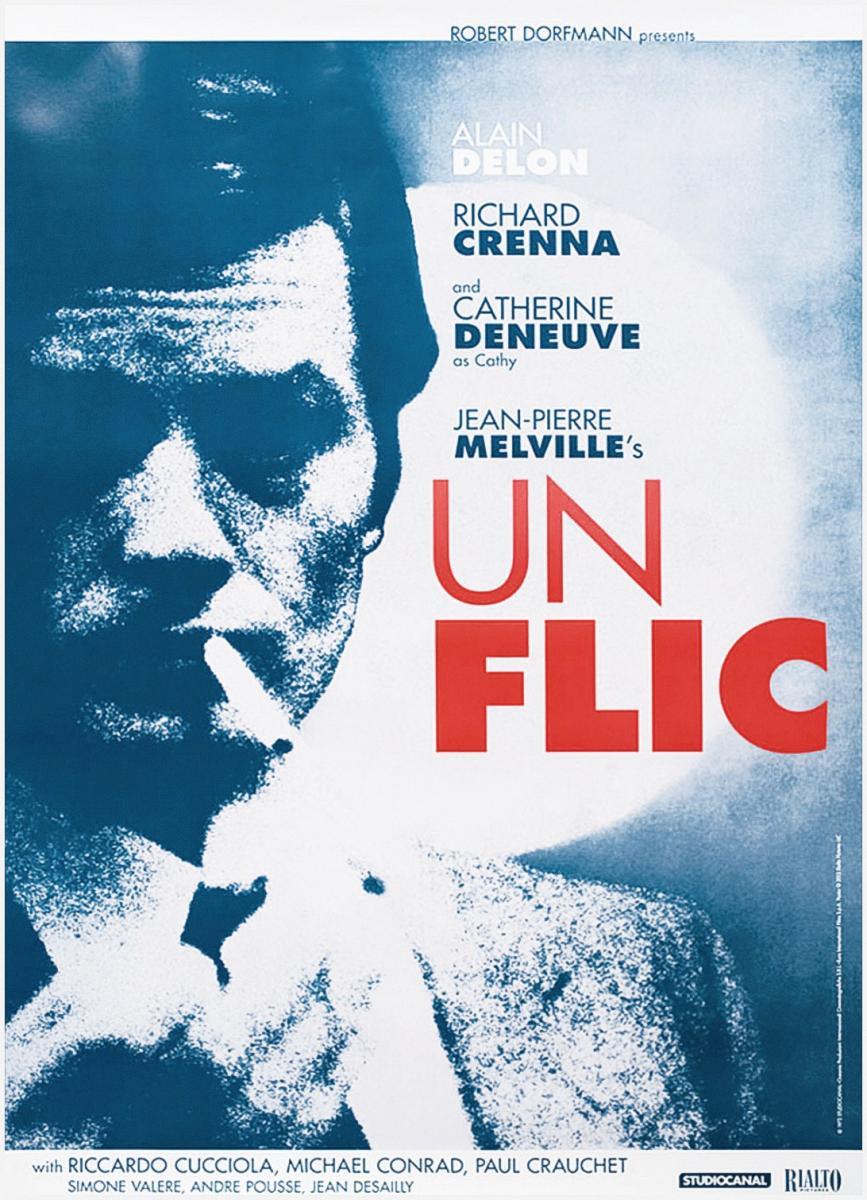 ROBERT DORFMANN presents
ALAIN
DELON
RICHARD
CRENNA
and
CATHERINE
DENEUVE
as Cathy
JEAN-PIERRE
MELVILLE's
UN
FLIC
with RICCARDO CUCCIOLA, MICHAEL CONRAD, PAUL CRAUCHET
SIMONE VALERE, ANDRE POUSSE, JEAN DESAILLY
STUDIOCANAL
RIALTO
PICTURES